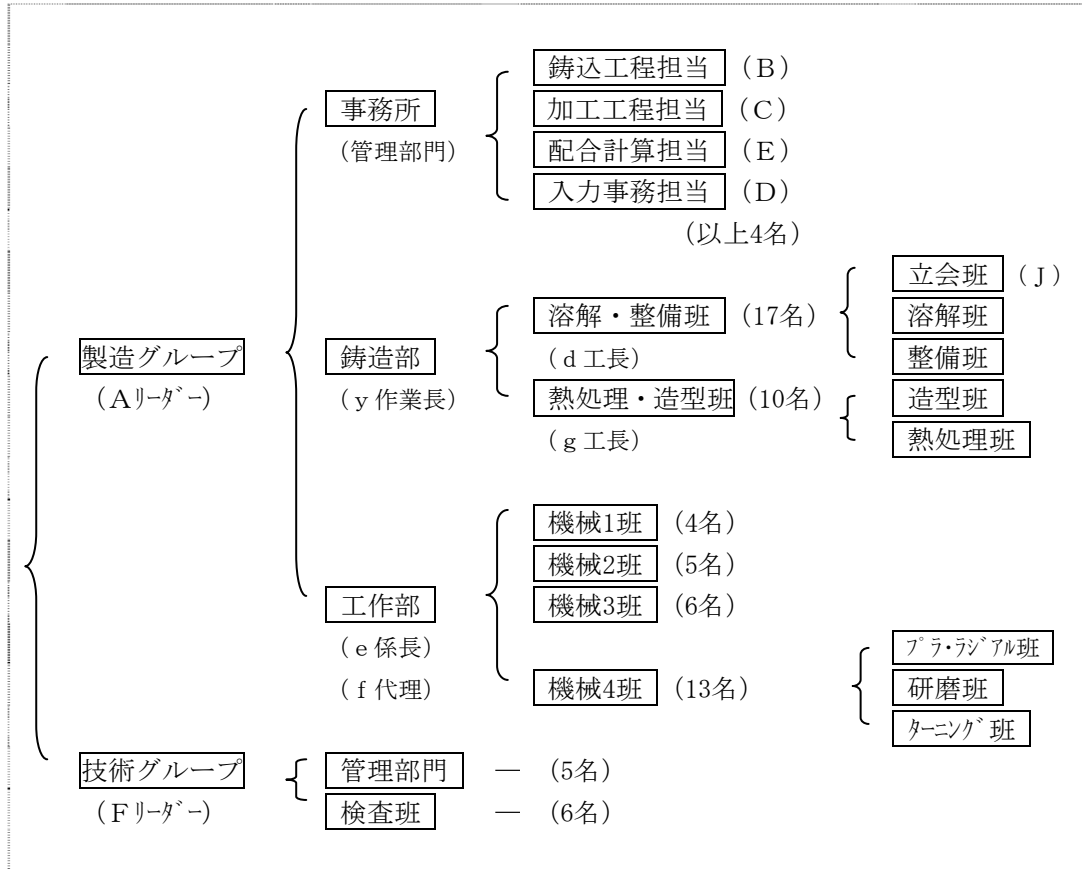 鋳込工程担当 (B)
事務所 加工工程担当 (C)
(管理部門) 配合計算担当 (E)
入力事務担当 (D)
(以上4名)
立会班 (J)
溶解・整備班 (17名) 溶解班
製造グループ 鋳造部 (d工長) 整備班
(Aリーダー) (y作業長) 熱処理・造型班 (10名) 造型班
(g工長) 熱処理班
機械1班 (4名)
機械2班 (5名)
工作部 機械3班 (6名)
(e係長) プラ・ラジアル班
(f代理) 機械4班 (13名) 研磨班
ターニング班
技術グループ 管理部門 ― (5名)
(Fリーダー) 検査班 ― (6名)